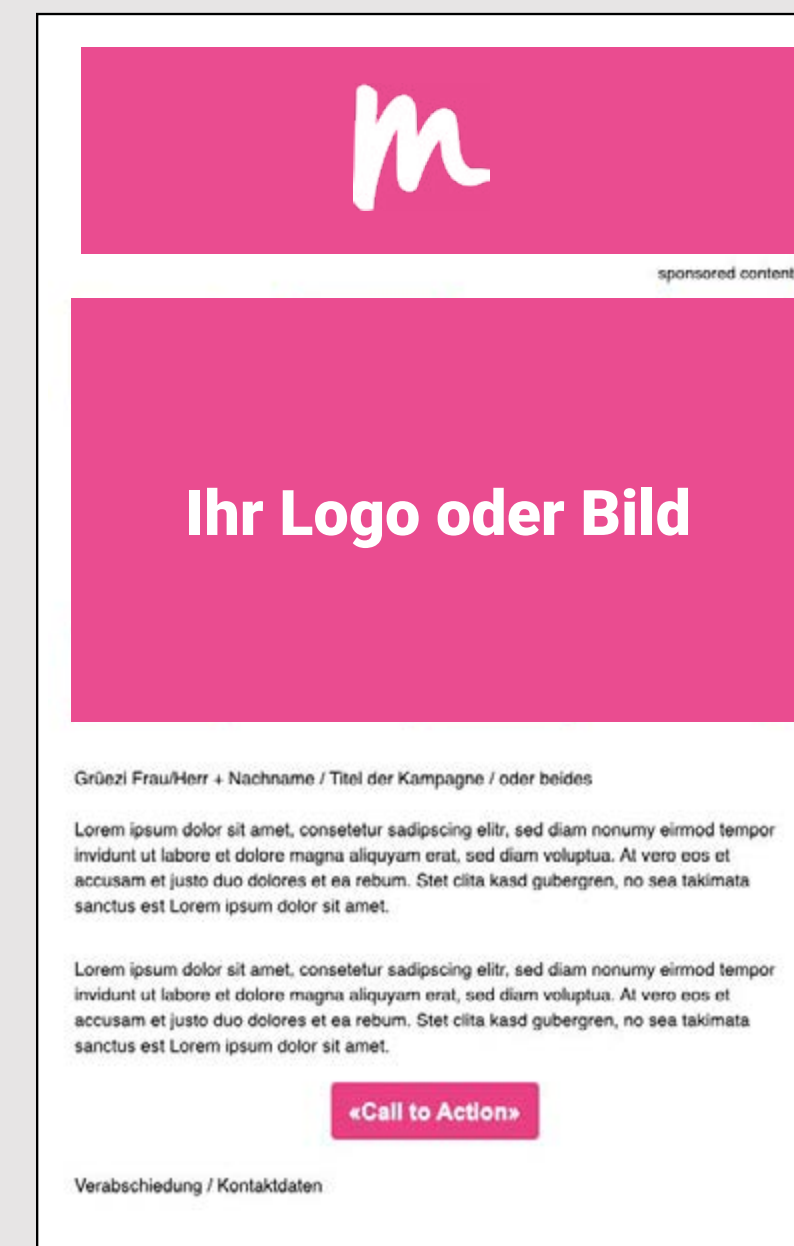 m
sponsored content
Ihr Logo oder Bild
Grüezi Frau/Herr + Nachname / Titel der Kampagne / oder beides
Lorem ipsum dolor sit amet, consetetur sadipscing elitr, sed diam nonumy eirmod tempor
invidunt ut labore et dolore magna aliquyam erat, sed diam voluptua. At vero eos et
accusam et justo duo dolores et ea rebum. Stet clita kasd gubergren, no sea takimata
sanctus est Lorem ipsum dolor sit amet.
Lorem ipsum dolor sit amet, consetetur sadipscing elitr, sed diam nonumy eirmod tempor
invidunt ut labore et dolore magna aliquyam erat, sed diam voluptua. At vero eos et
accusam et justo duo dolores et ea rebum. Stet clita kasd gubergren, no sea takimata
sanctus est Lorem ipsum dolor sit amet.
«Call to Action»
Verabschiedung / Kontaktdaten